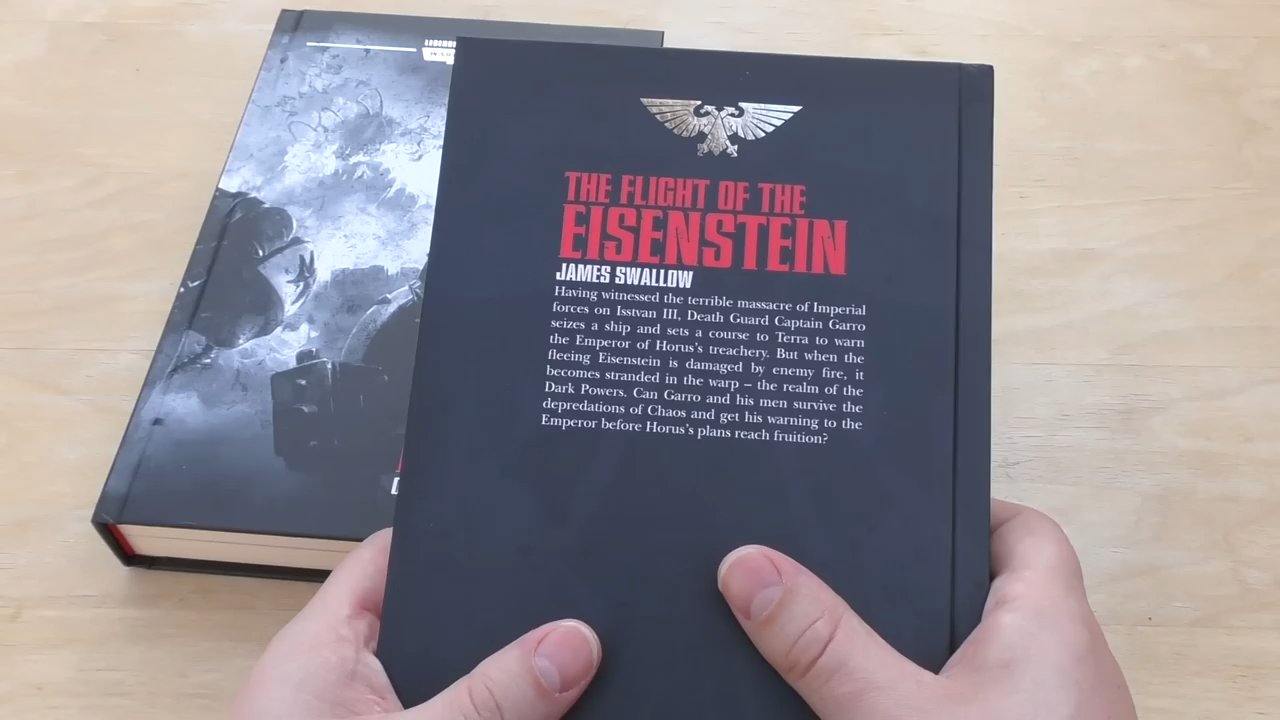 THE FLIGHT OF THE
EISENSTEIN
JAMES SWALLOW
Having witnessed the terrible massacre of Imperial
forces on Isstvan III, Death Guard Captain Garro
seizes a ship and sets a course to Terra to warn
the Emperor of Horus's treachery. But when the
fleeing Eisenstein is damaged by enemy fire, it
becomes stranded in the warp – the realm of the
Dark Powers. Can Garro and his men survive the
depredations of Chaos and get his warning to the
Emperor before Horus's plans reach fruition?